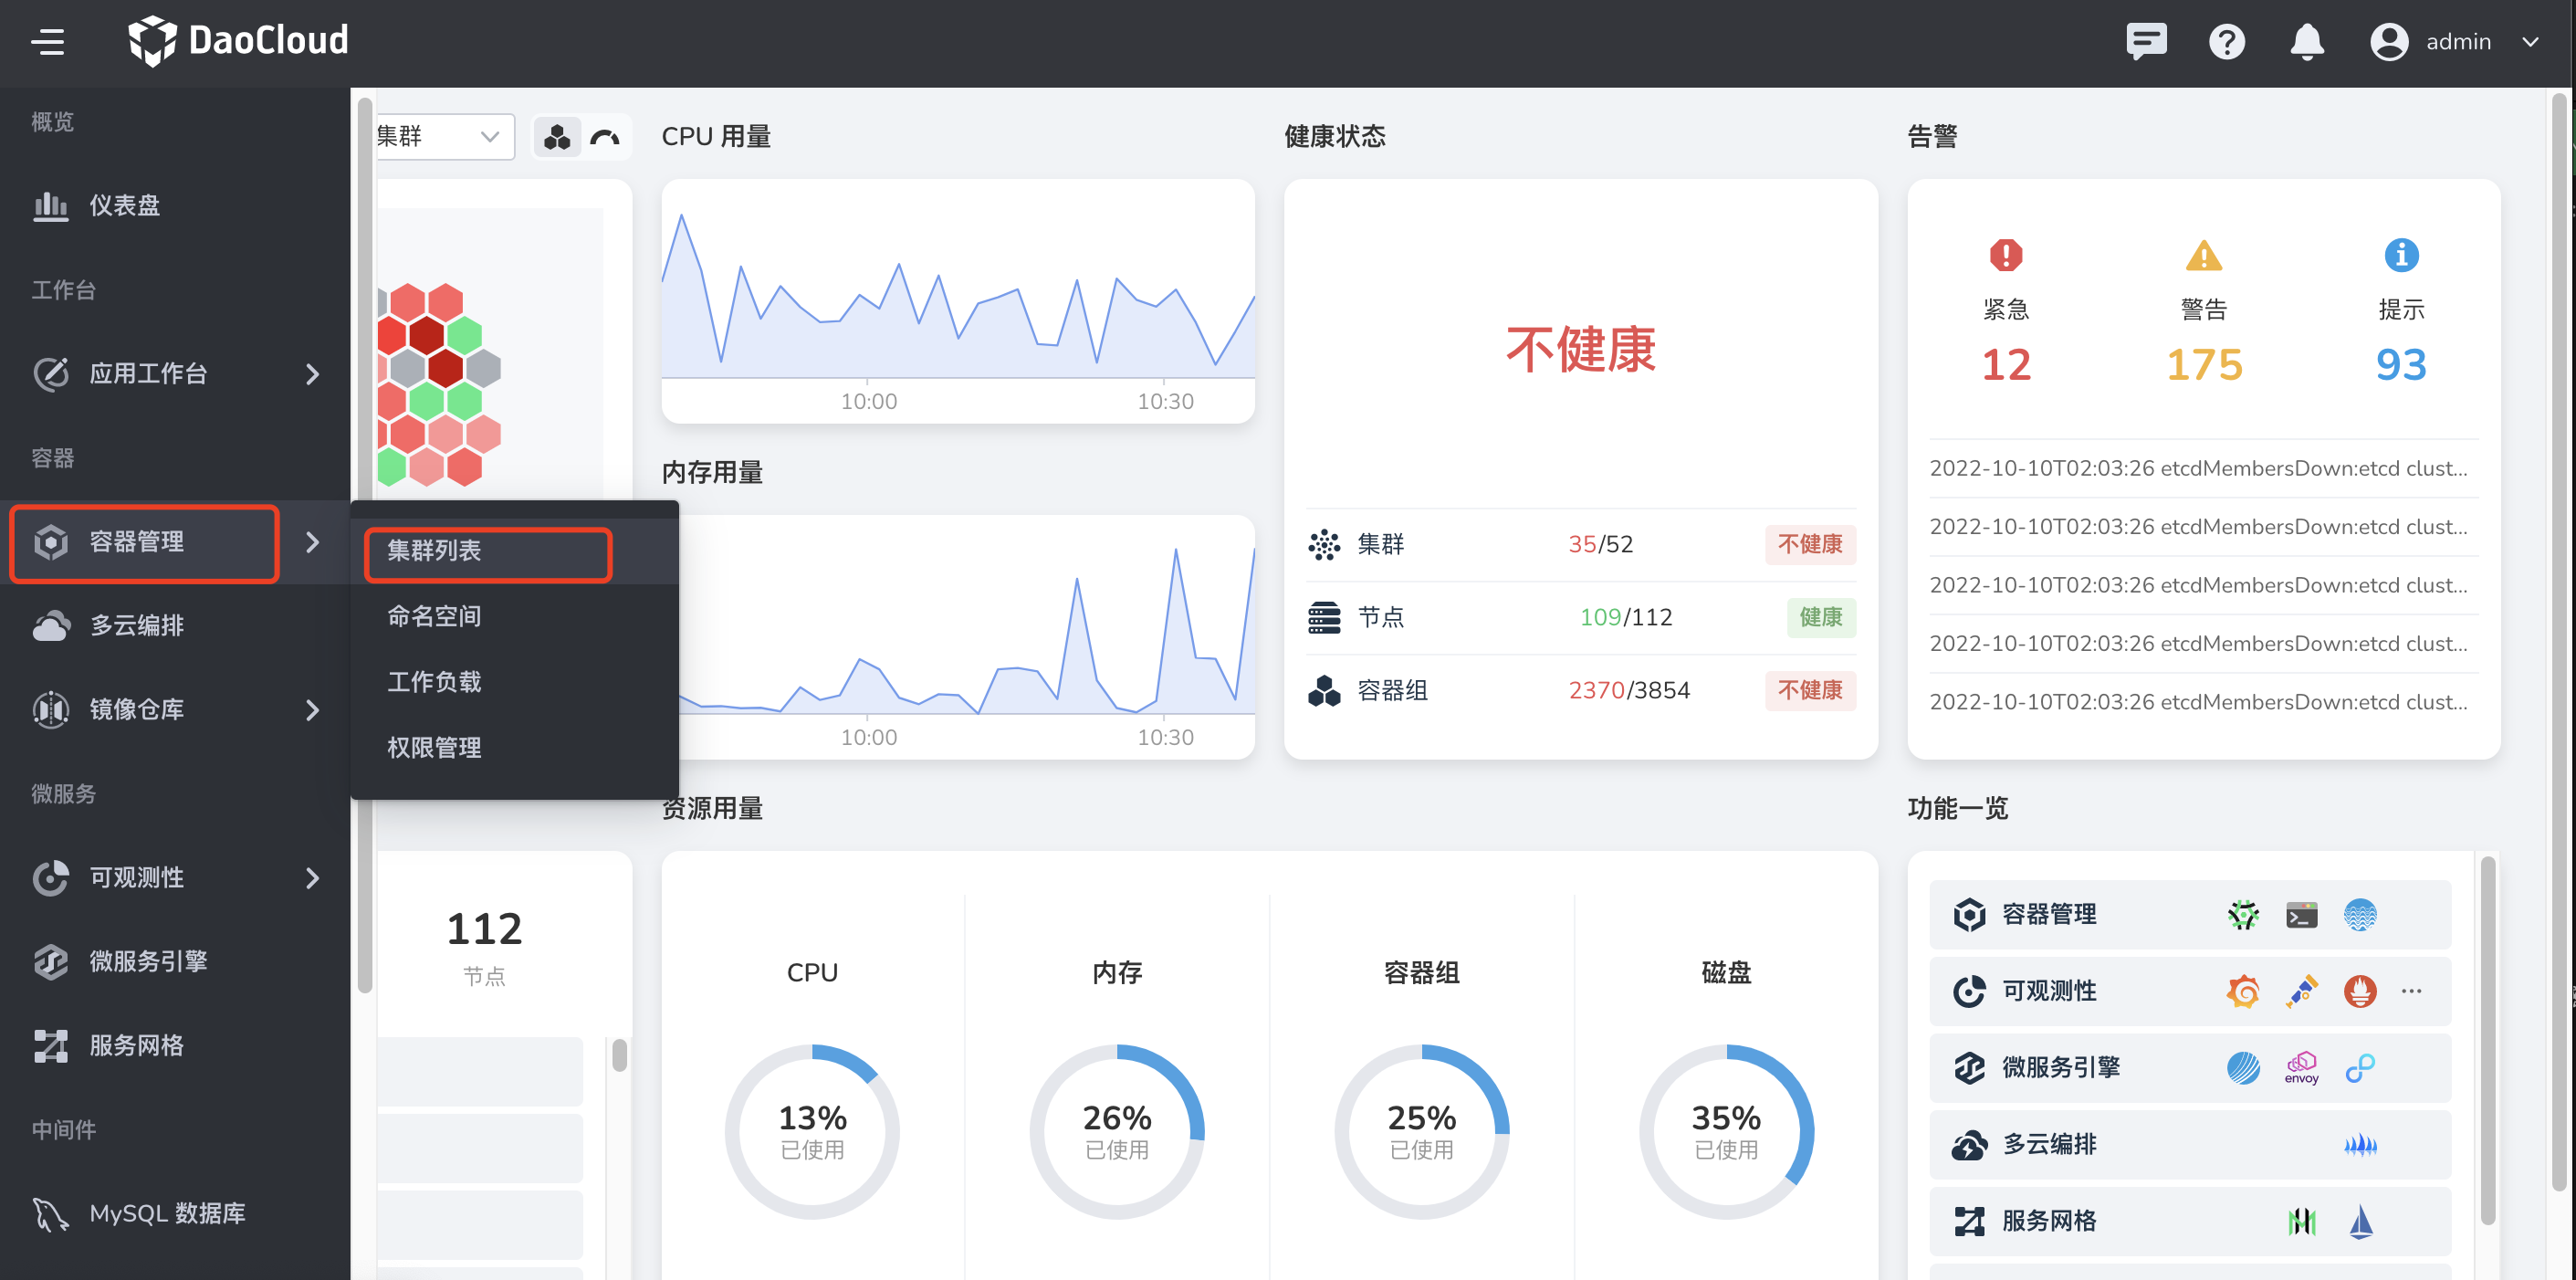 DaoCloud
admin
概览
仪表盘
工作台
应用工作台
容器
容器管理
多云编排
镜像仓库
微服务
可观测性
微服务引擎
服务网格
中间件
MySQL 数据库
集群列表
命名空间
工作负载
权限管理
集群
112
节点
CPU 用量
10:00
10:30
内存用量
10:00
10:30
健康状态
不健康
集群 35/52 不健康
节点 109/112 健康
容器组 2370/3854 不健康
告警
紧急 警告 提示
12 175 93
2022-10-10T02:03:26 etcdMembersDown:etcd clust...
2022-10-10T02:03:26 etcdMembersDown:etcd clust...
2022-10-10T02:03:26 etcdMembersDown:etcd clust...
2022-10-10T02:03:26 etcdMembersDown:etcd clust...
2022-10-10T02:03:26 etcdMembersDown:etcd clust...
资源用量
CPU 内存 容器组 磁盘
13% 26% 25% 35%
已使用 已使用 已使用 已使用
功能一览
容器管理
可观测性 ...
微服务引擎 envoy
多云编排
服务网格